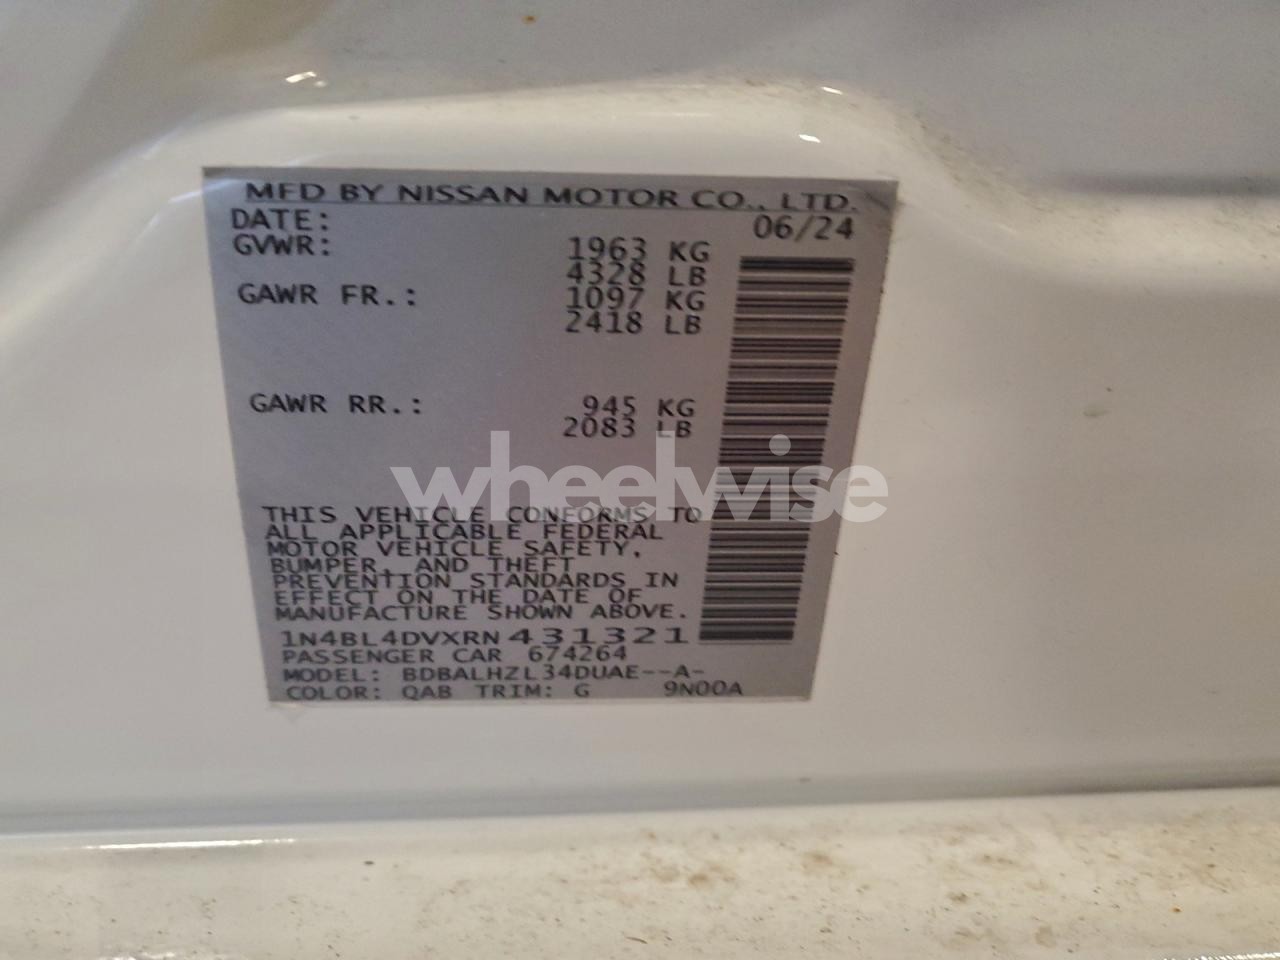 MFD BY NISSAN MOTOR CO., LTD.
DATE: 06/24
GVWR: 1963 KG
4328 LB
GAWR FR.: 1097 KG
2418 LB
GAWR RR.: 945 KG
2083 LB
wheelwise
THIS VEHICLE CONFORMS TO
ALL APPLICABLE FEDERAL
MOTOR VEHICLE SAFETY,
BUMPER, AND THEFT
PREVENTION STANDARDS IN
EFFECT ON THE DATE OF
MANUFACTURE SHOWN ABOVE.
1N4BL4DVXRN431321
PASSENGER CAR 674264
MODEL: BDBALHZL34DUAE--A-
COLOR: QAB TRIM: G 9N00A